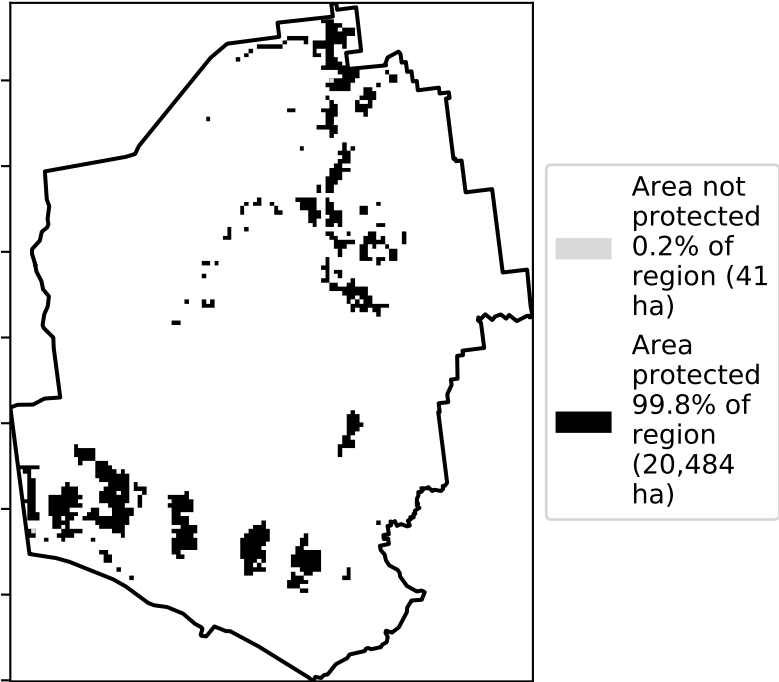 Area not
protected
0.2% of
region (41
ha)
Area
protected
99.8% of
region
(20,484
ha)